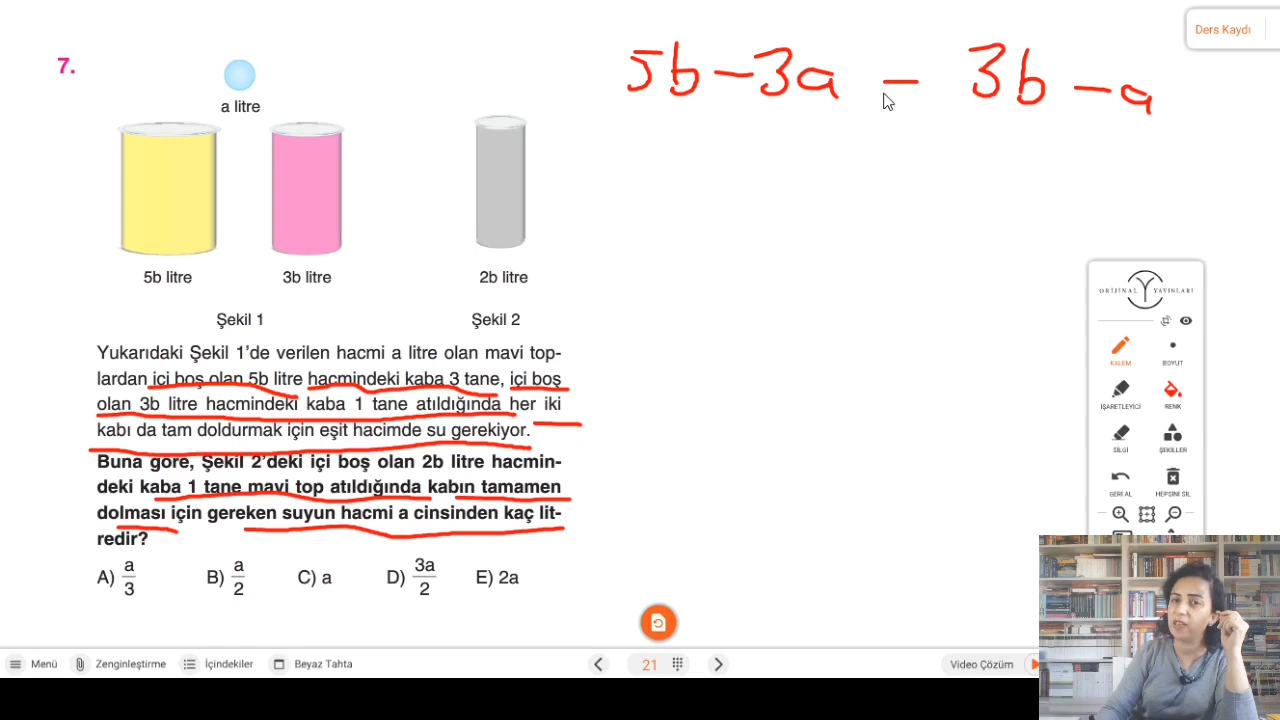 Ders Kaydı
5b - 3a - 3b - a
7.
a litre
5b litre
3b litre
2b litre
Şekil 1
Şekil 2
Yukarıdaki Şekil 1'de verilen hacmi a litre olan mavi top-
lardan içi boş olan 5b litre hacmindeki kaba 3 tane, içi boş
olan 3b litre hacmindeki kaba 1 tane atıldığında her iki
kabı da tam doldurmak için eşit hacimde su gerekiyor.
Buna göre, Şekil 2'deki içi boş olan 2b litre hacmin-
deki kaba 1 tane mavi top atıldığında kabın tamamen
dolması için gereken suyun hacmi a cinsinden kaç lit-
redir?
A) a/3 B) a/2 C) a D) 3a/2 E) 2a
ORİJİNAL YAYINLARI
KALEM
BOYUT
İŞARETLEYİCİ
RENK
SİLGİ
ŞEKİLLER
GERİ AL
HEPSİNİ SİL
Menü
Zenginleştirme
İçindekiler
Beyaz Tahta
21
Video Çözüm